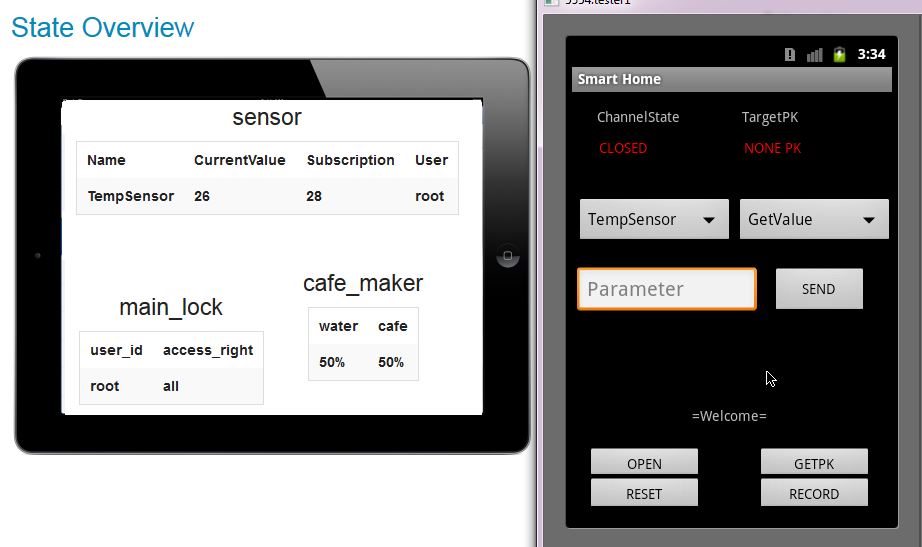 State Overview
sensor
Name CurrentValue Subscription User
TempSensor 26 28 root
main_lock
user_id access_right
root all
cafe_maker
water cafe
50% 50%
5554:tester1
3:34
Smart Home
ChannelState TargetPK
CLOSED NONE PK
TempSensor GetValue
Parameter SEND
=Welcome=
OPEN GETPK
RESET RECORD